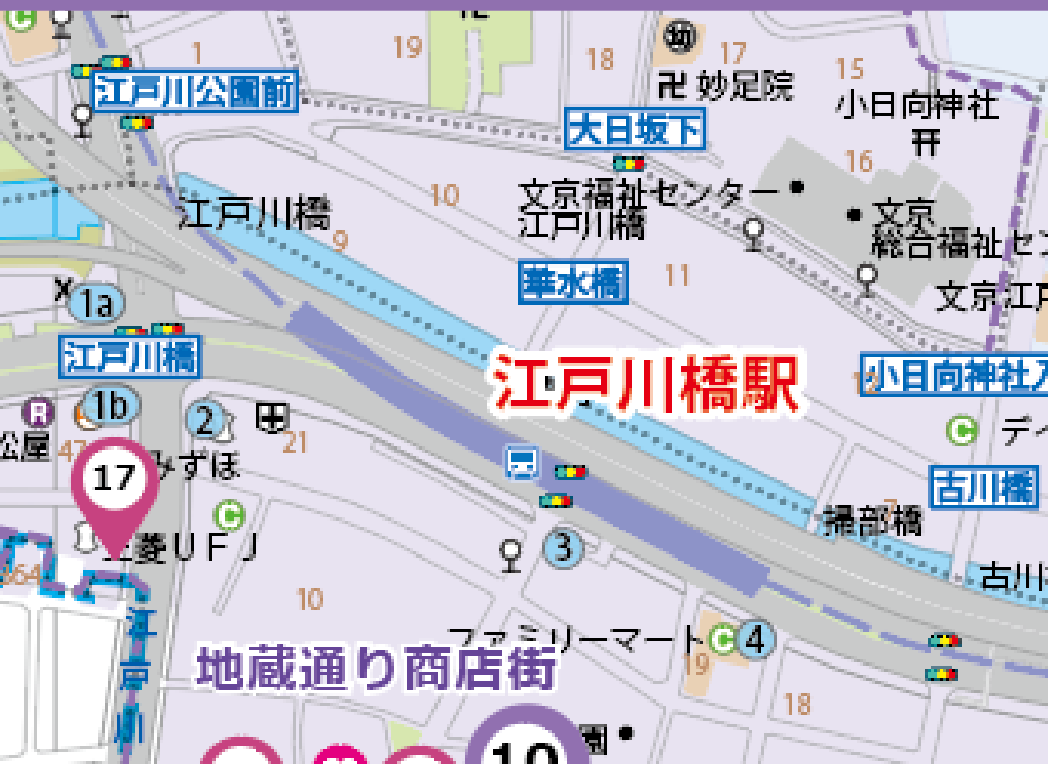 1
19
18
17
15
江戸川公園前
卍 妙足院
小日向神社
大日坂下
16
文京福祉センター
江戸川橋
10
江戸川橋
文京
総合福祉セン
9
華水橋
11
文京江戸
1a
江戸川橋
小日向神社入
江戸川橋駅
1b
2
R
松屋
47
21
みずほ
C
デイ
古川橋
17
C
7
掃部橋
三菱UFJ
3
古川
364
10
江戸川
ファミリーマート
C
4
19
地蔵通り商店街
18
園
10